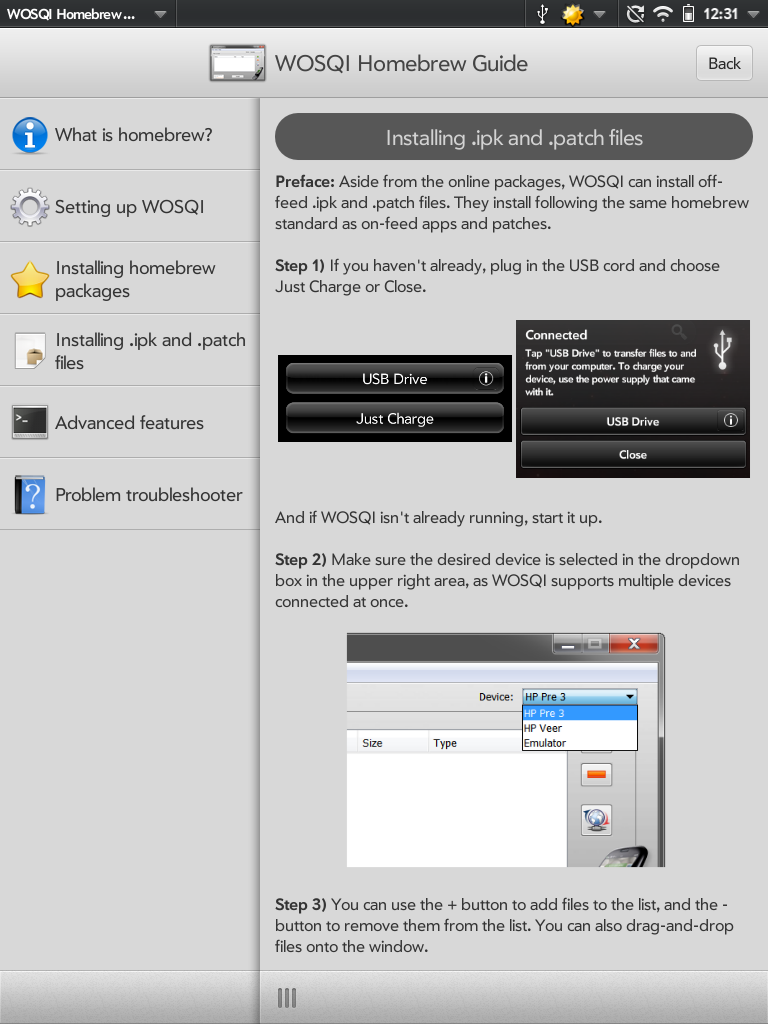 WOSQI Homebrew ...
12:31
WOSQI Homebrew Guide
Back
What is homebrew?
Setting up WOSQI
Installing homebrew
packages
Installing .ipk and .patch
files
Advanced features
Problem troubleshooter
Installing .ipk and .patch files
Preface: Aside from the online packages, WOSQI can install off-
feed .ipk and .patch files. They install following the same homebrew
standard as on-feed apps and patches.
Step 1) If you haven't already, plug in the USB cord and choose
Just Charge or Close.
USB Drive
Just Charge
Connected
Tap "USB Drive" to transfer files to and
from your computer. To charge your
device, use the power supply that came
with it.
USB Drive
Close
And if WOSQI isn't already running, start it up.
Step 2) Make sure the desired device is selected in the dropdown
box in the upper right area, as WOSQI supports multiple devices
connected at once.
Device: HP Pre 3
HP Pre 3
HP Veer
Emulator
Size Type
Step 3) You can use the + button to add files to the list, and the -
button to remove them from the list. You can also drag-and-drop
files onto the window.